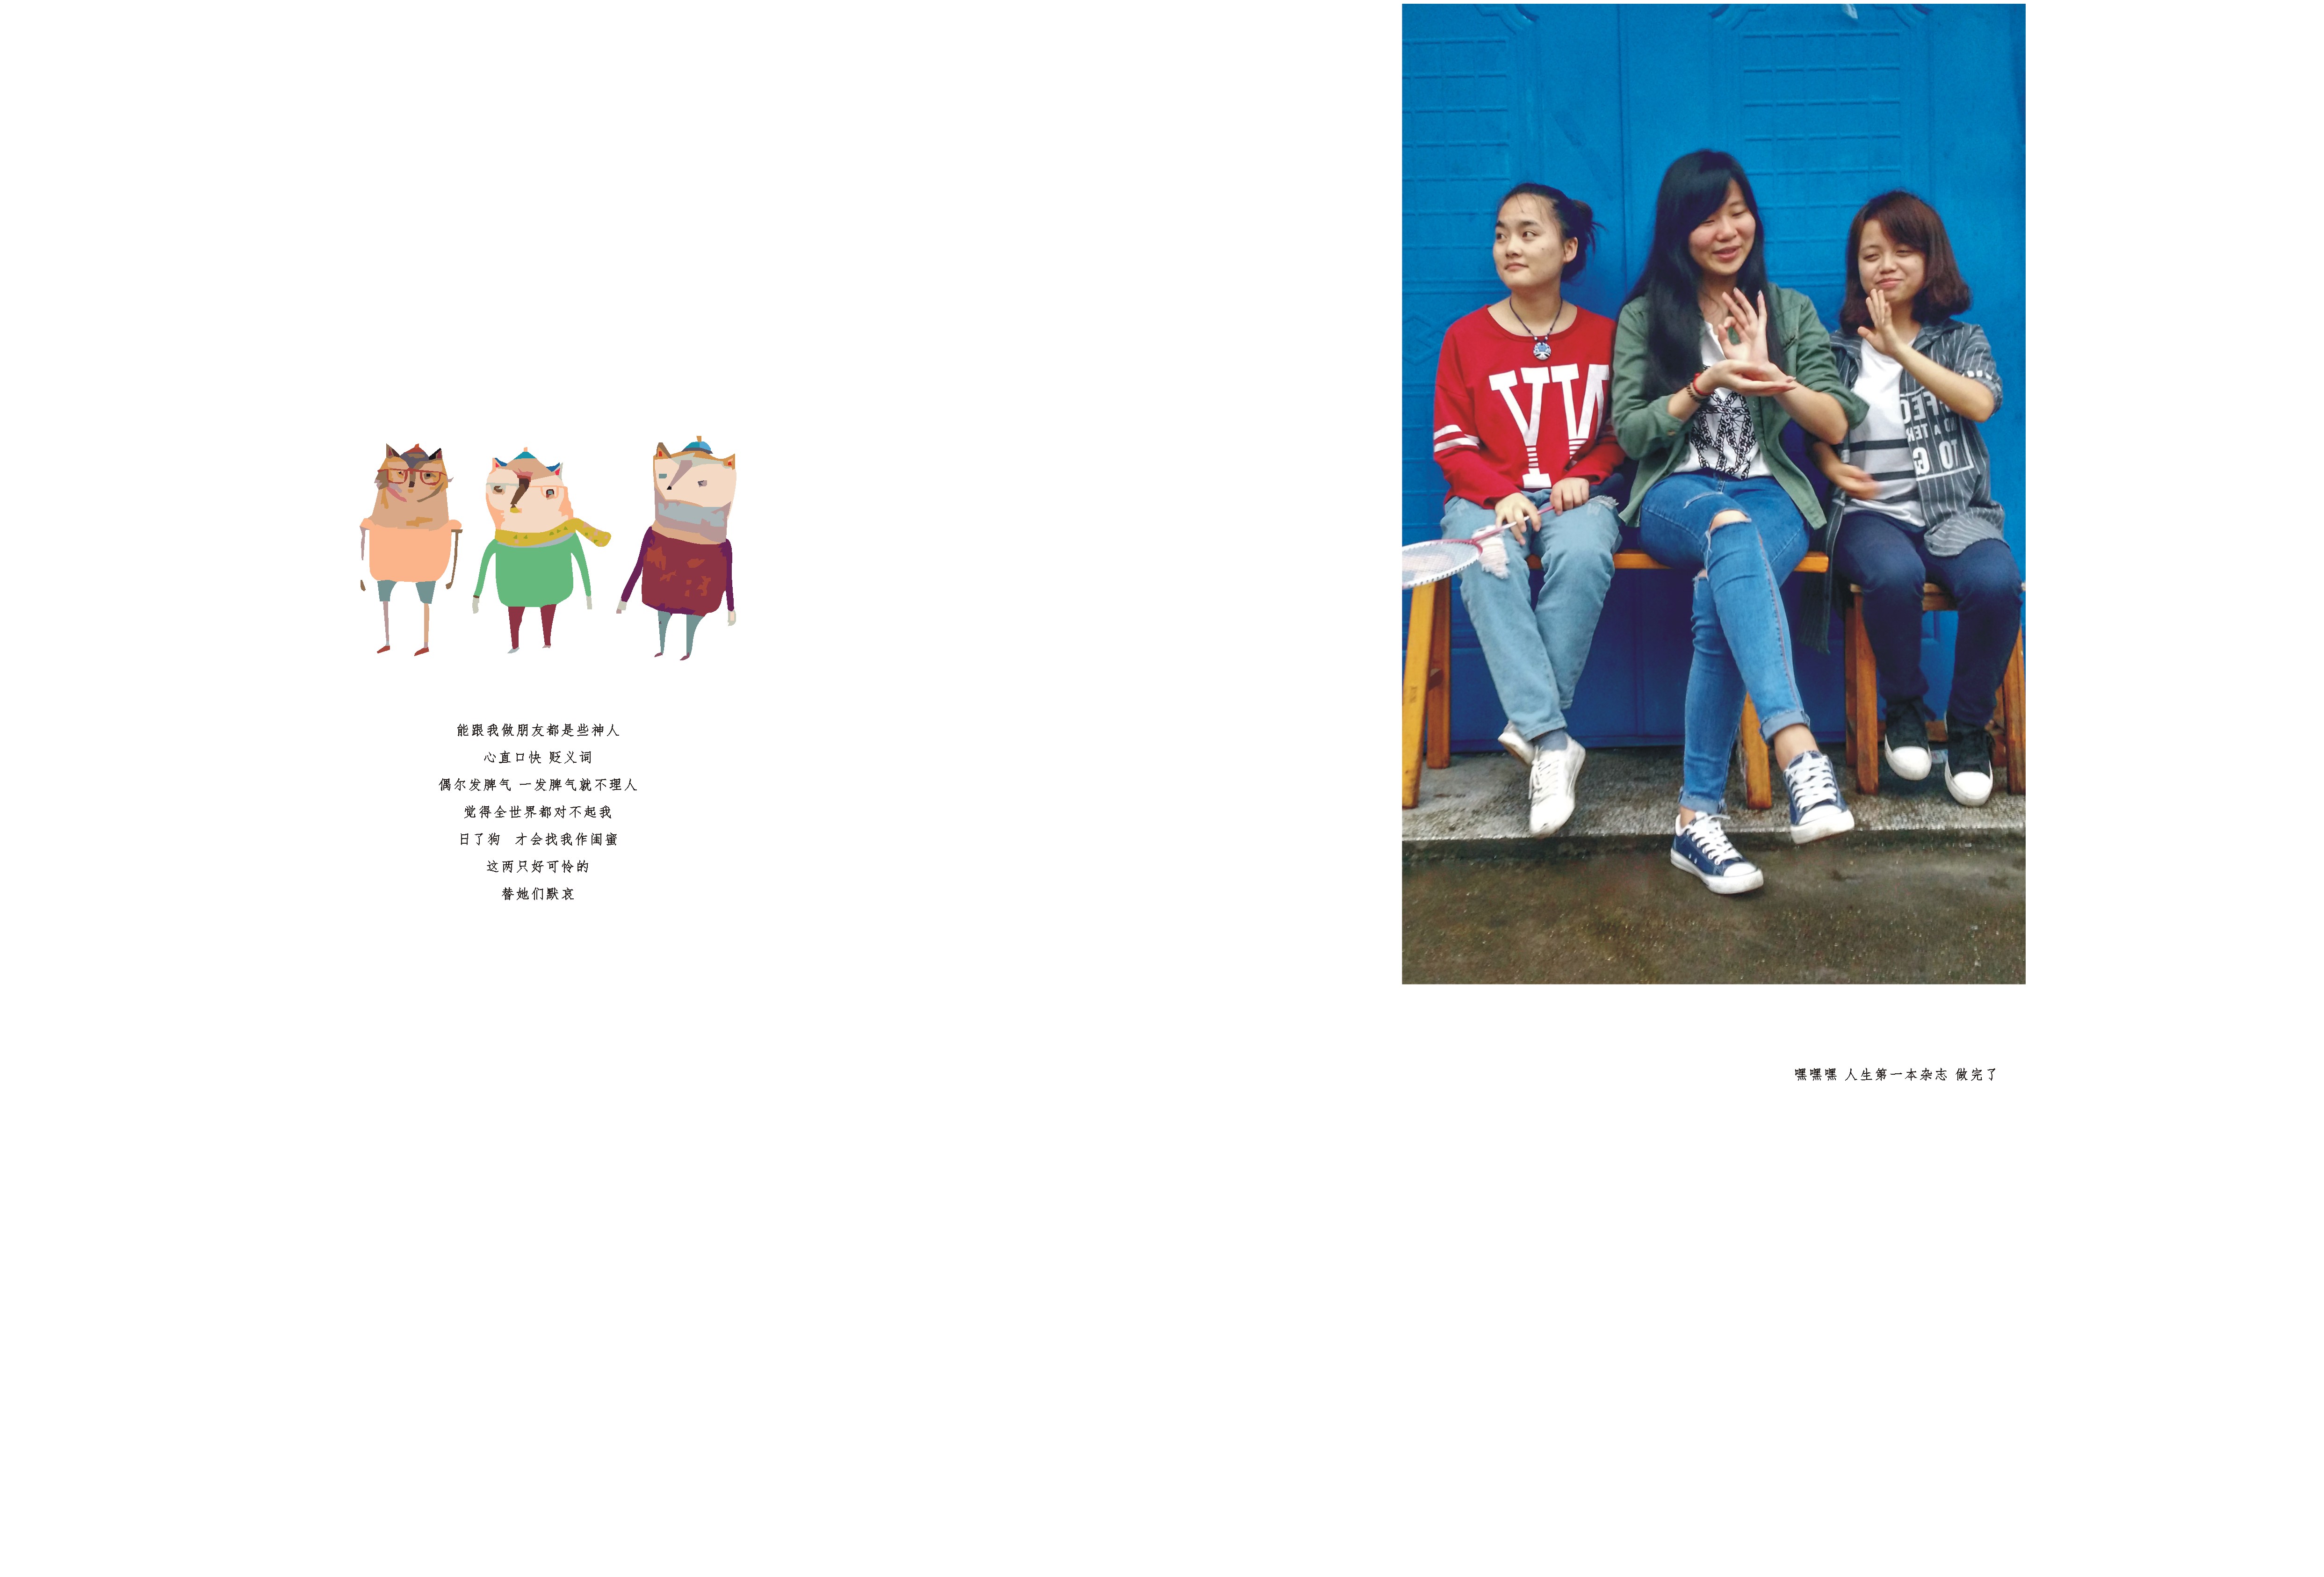 能跟我做朋友都是些神人
心直口快 贬义词
偶尔发脾气 一发脾气就不理人
觉得全世界都对不起我
日了狗 才会找我作闺蜜
这两只好可怜的
替她们默哀
嘿嘿嘿 人生第一本杂志 做完了